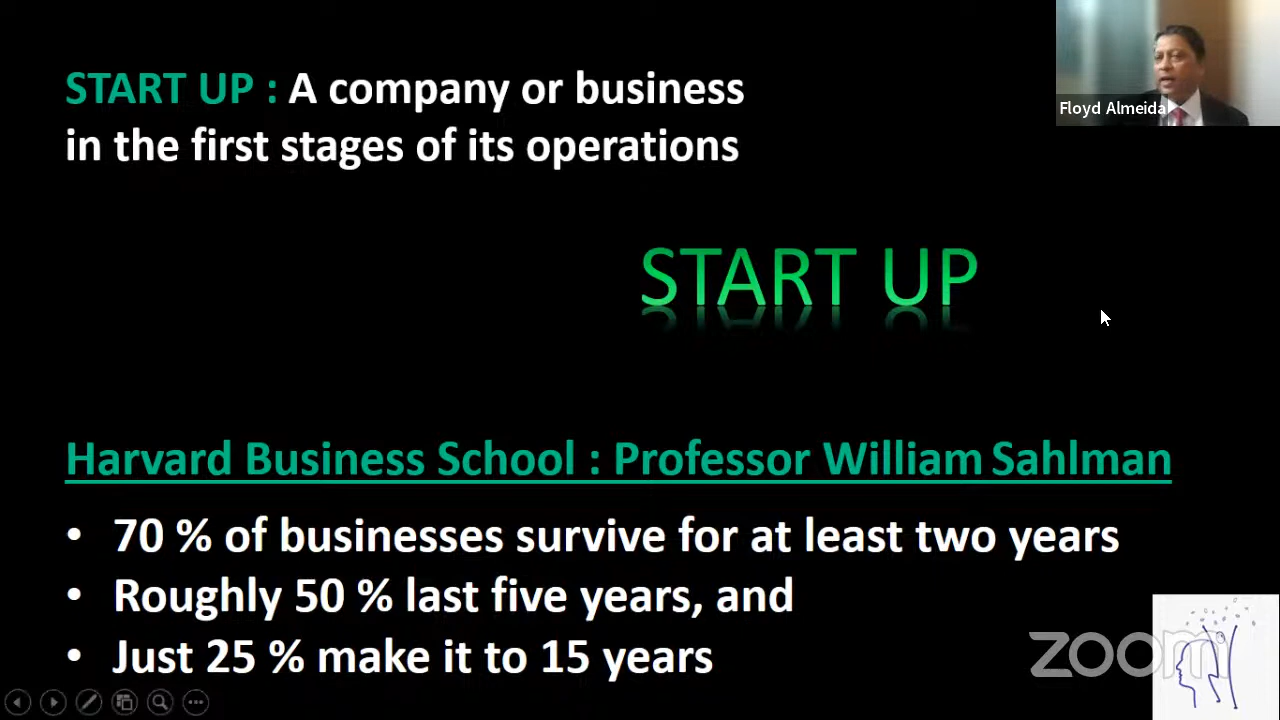 START UP : A company or business
in the first stages of its operations
Floyd Almeida
START UP
Harvard Business School : Professor William Sahlman
• 70 % of businesses survive for at least two years
• Roughly 50 % last five years, and
• Just 25 % make it to 15 years
zoom